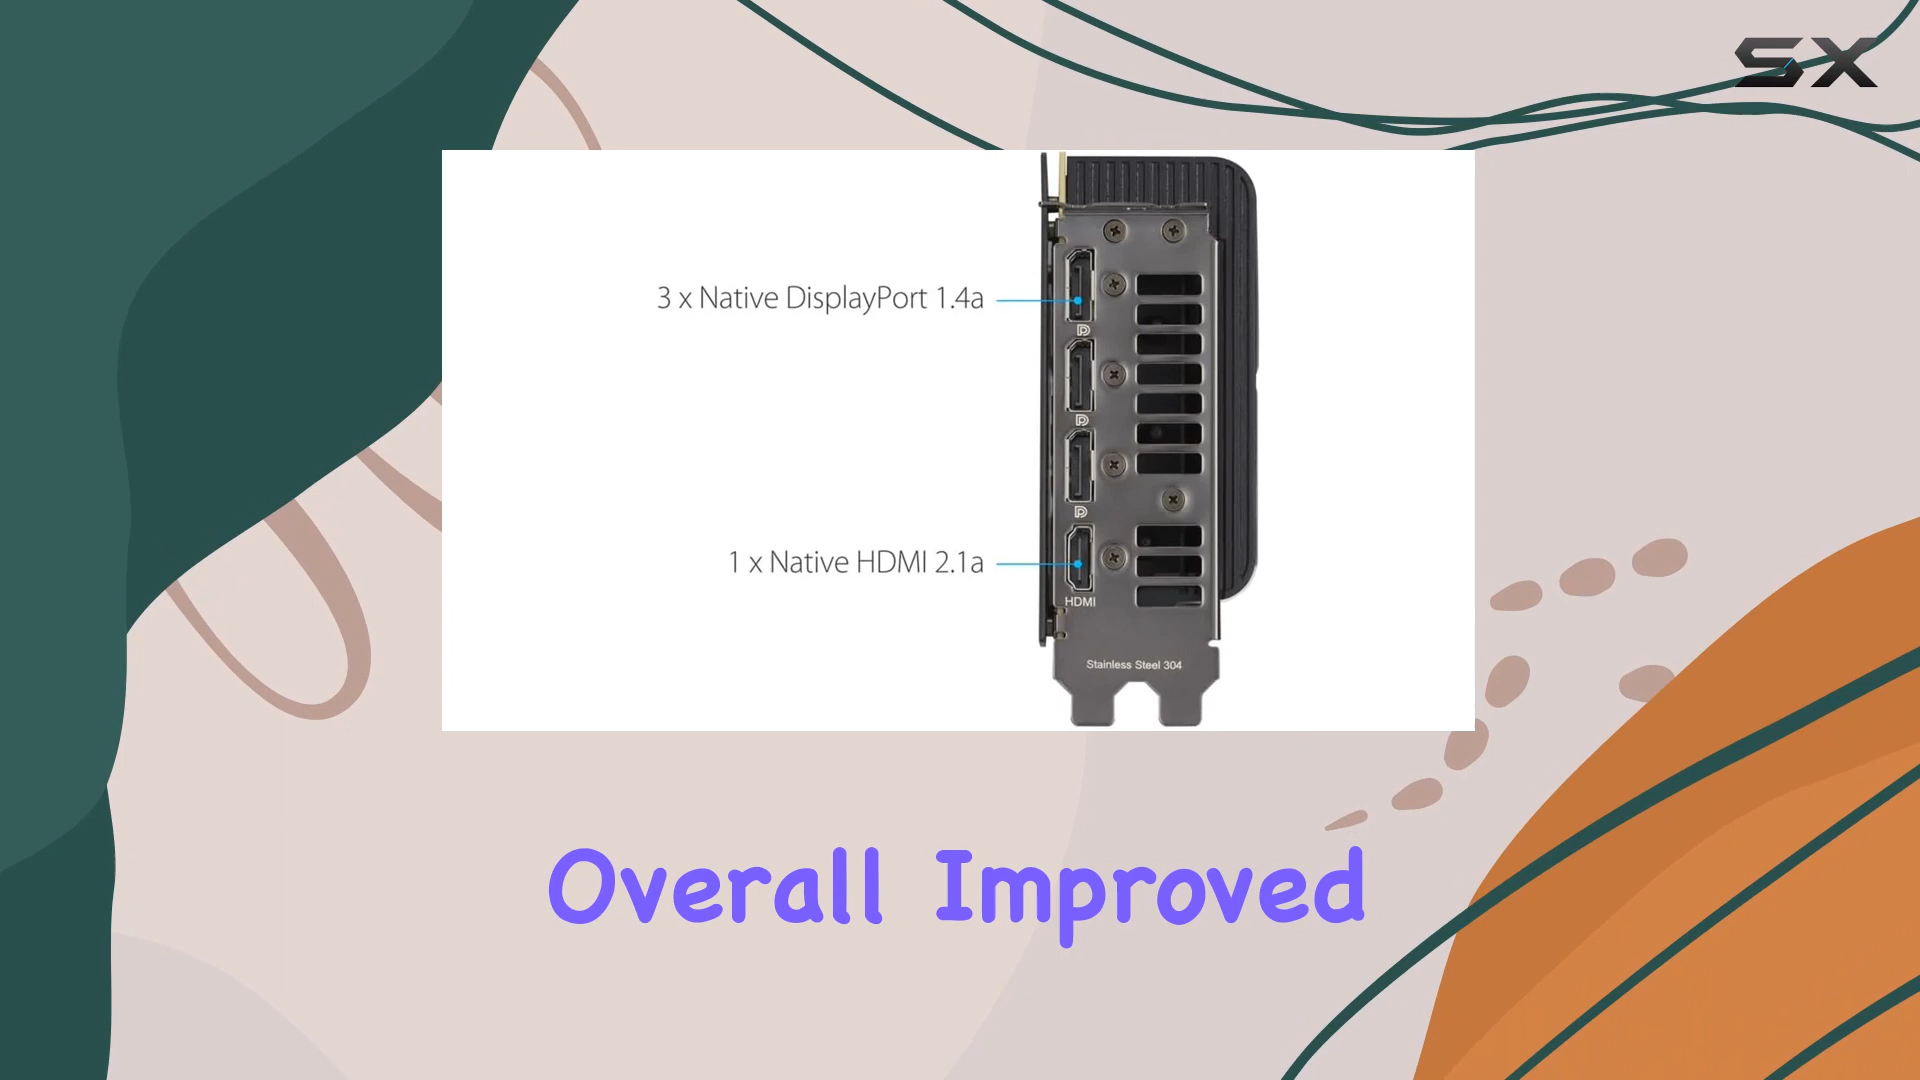 SX
3 x Native DisplayPort 1.4a
1 x Native HDMI 2.1a
HDMI
Stainless Steel 304
Overall Improved